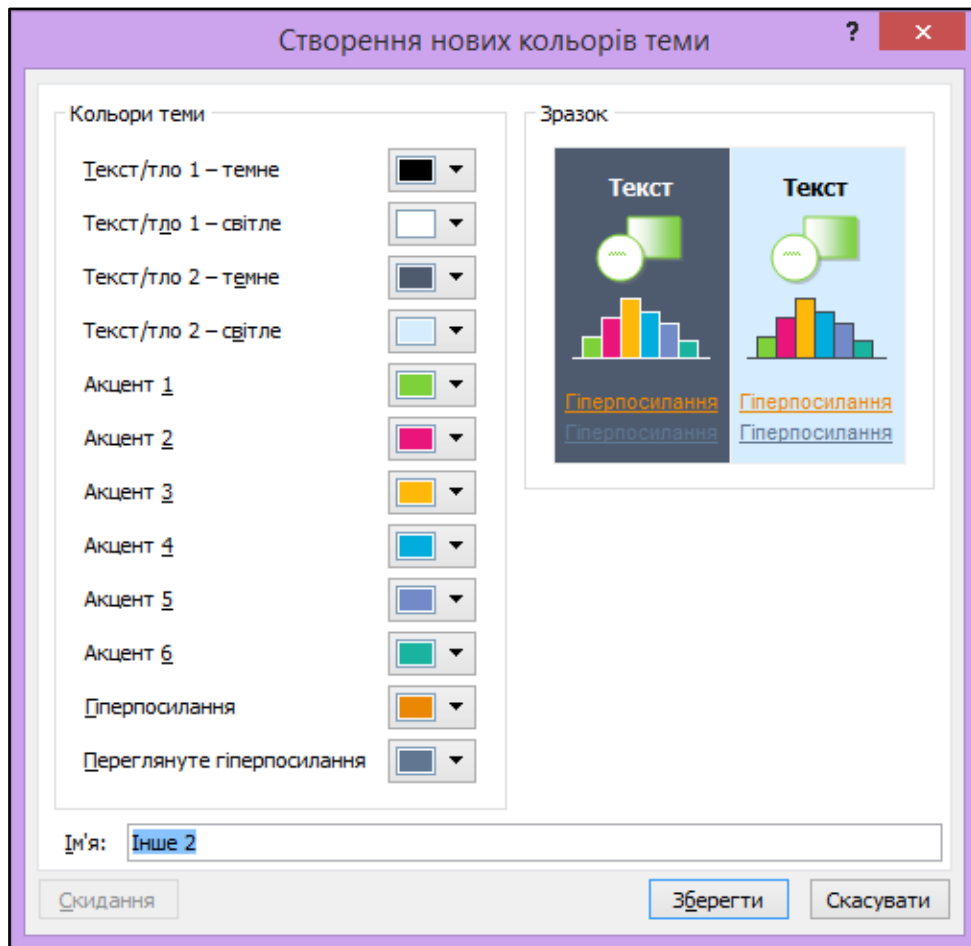 Створення нових кольорів теми
?
Кольори теми
Текст/тло 1 – темне
Текст/тло 1 – світле
Текст/тло 2 – темне
Текст/тло 2 – світле
Акцент 1
Акцент 2
Акцент 3
Акцент 4
Акцент 5
Акцент 6
Гіперпосилання
Переглянуте гіперпосилання
Зразок
Текст Текст
Гіперпосилання Гіперпосилання
Гіперпосилання Гіперпосилання
Ім'я: Інше 2
Скидання Зберегти Скасувати